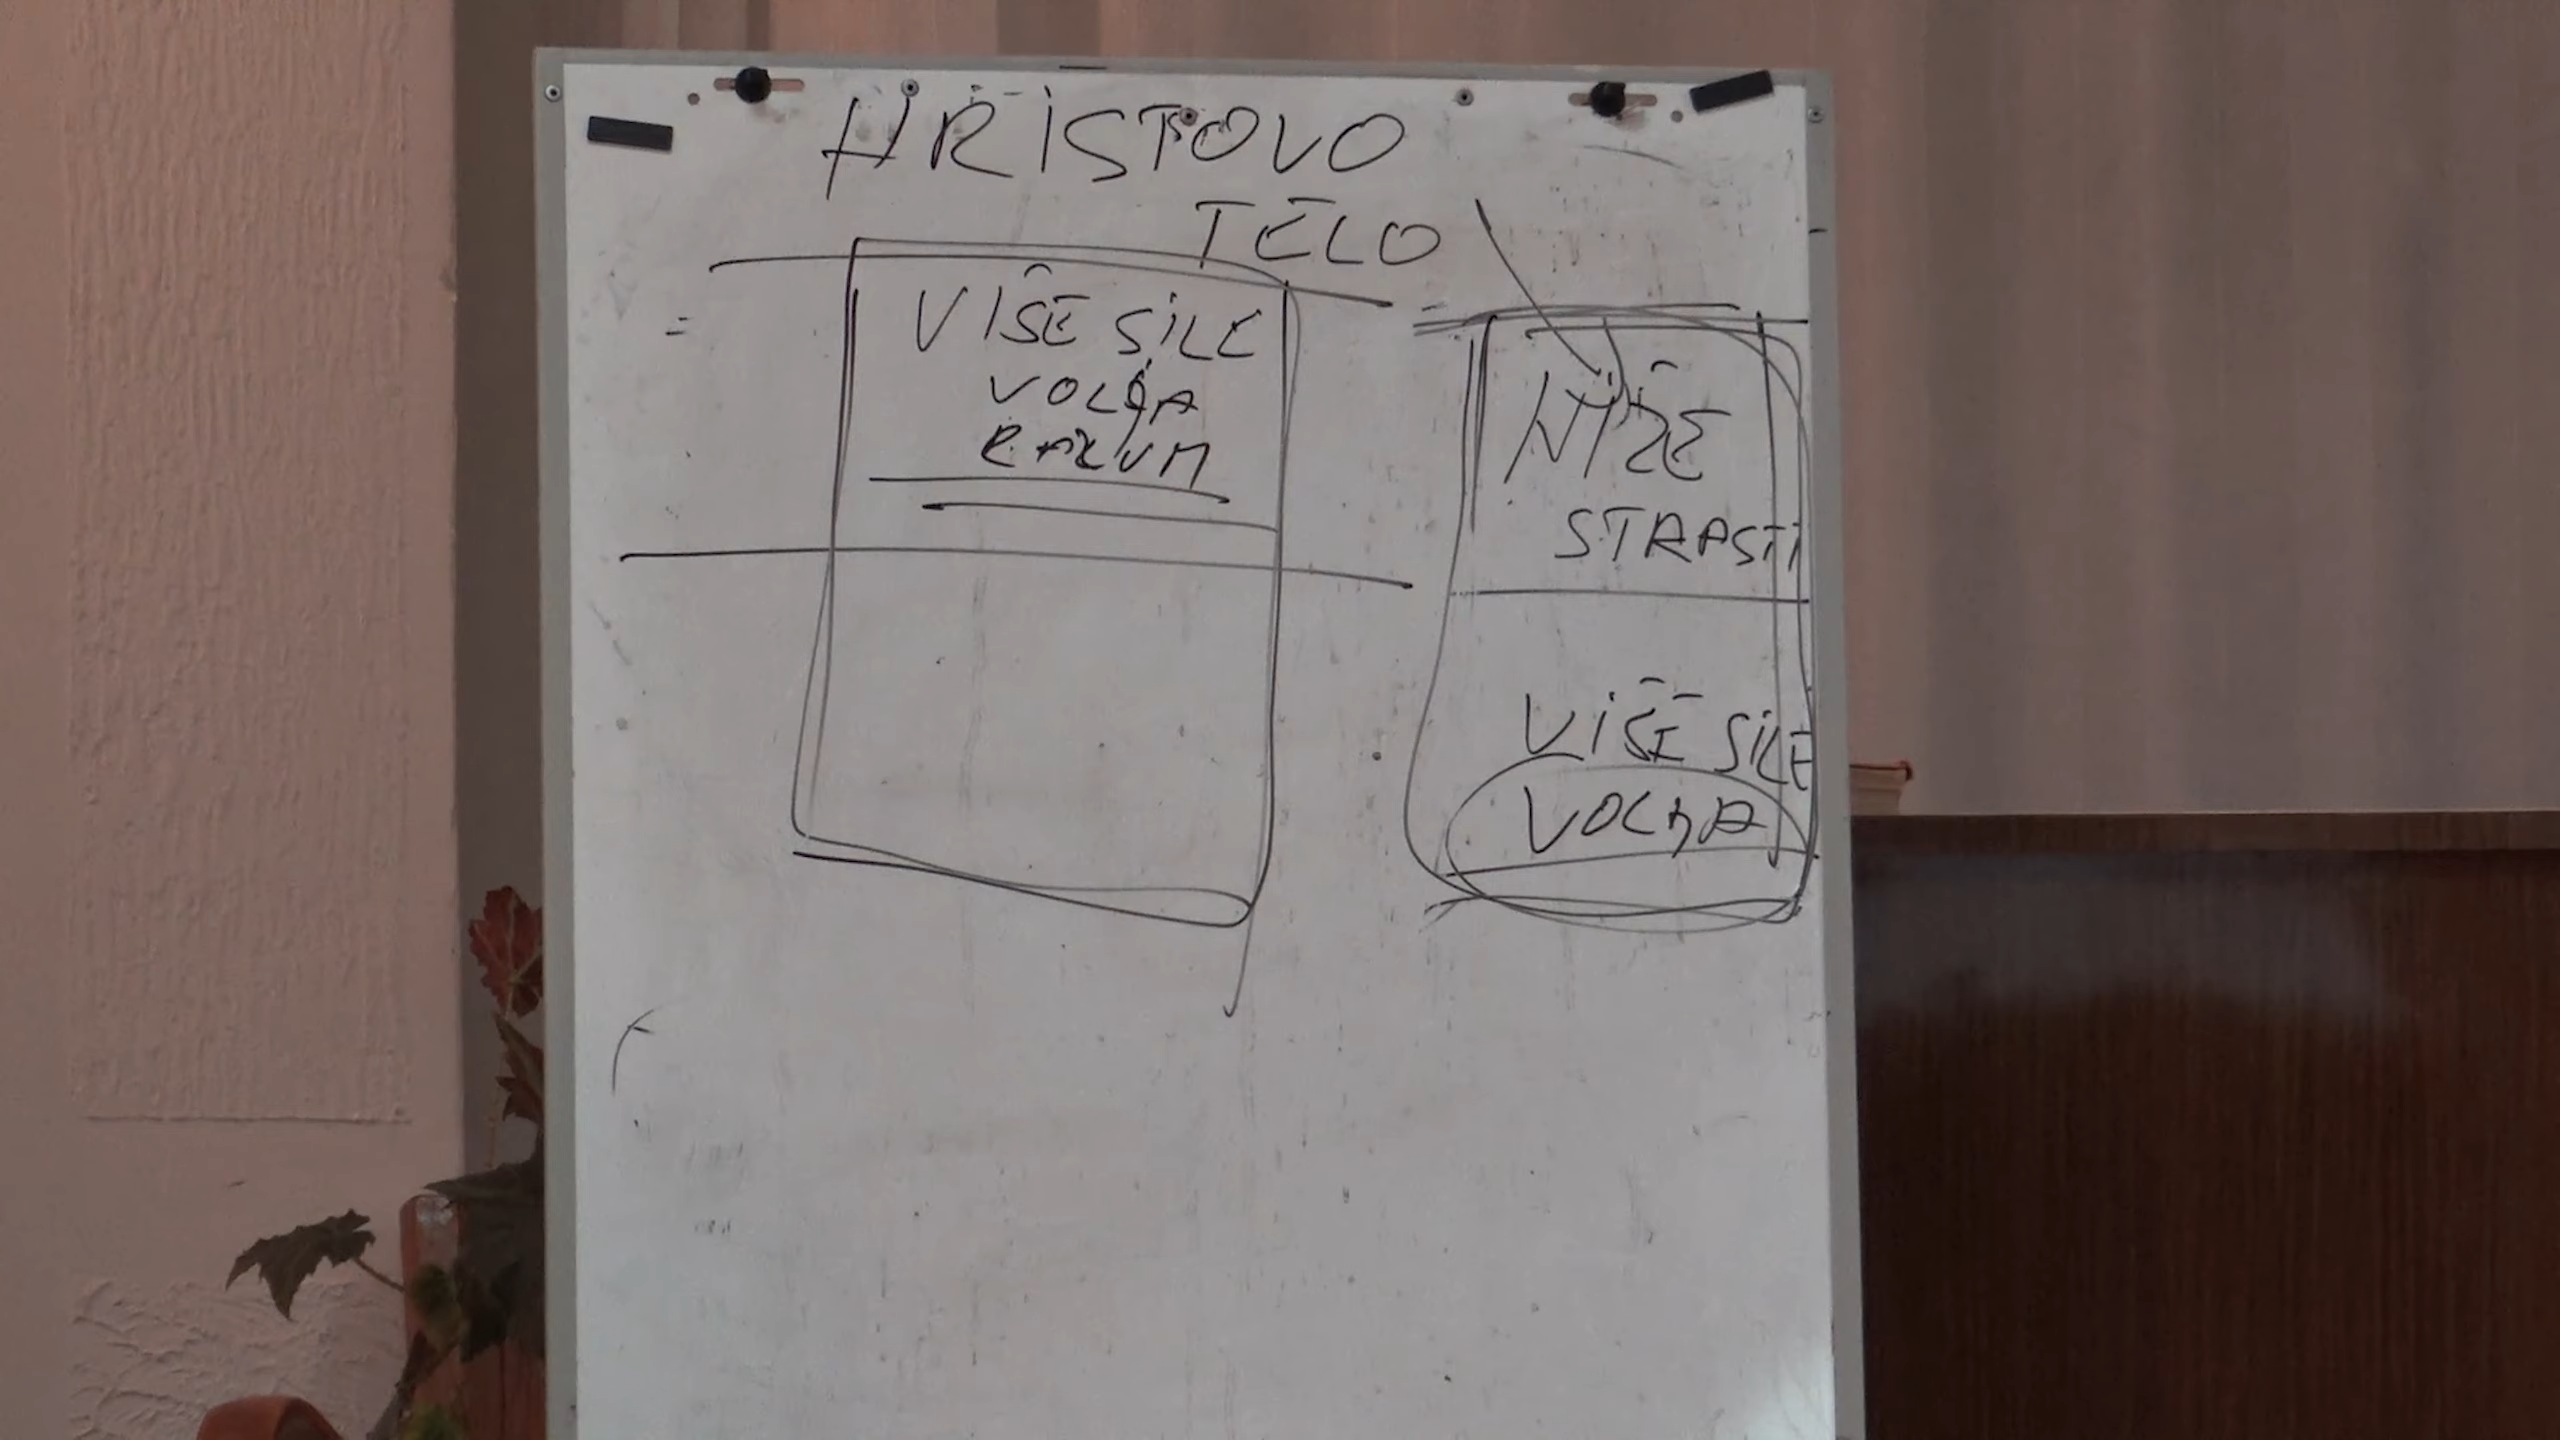 HRISTOVO
TELO
VIŠE SILE
VOLJA
RAZUM
NIŽE
STRASTI
VIŠE SILE
VOLJA